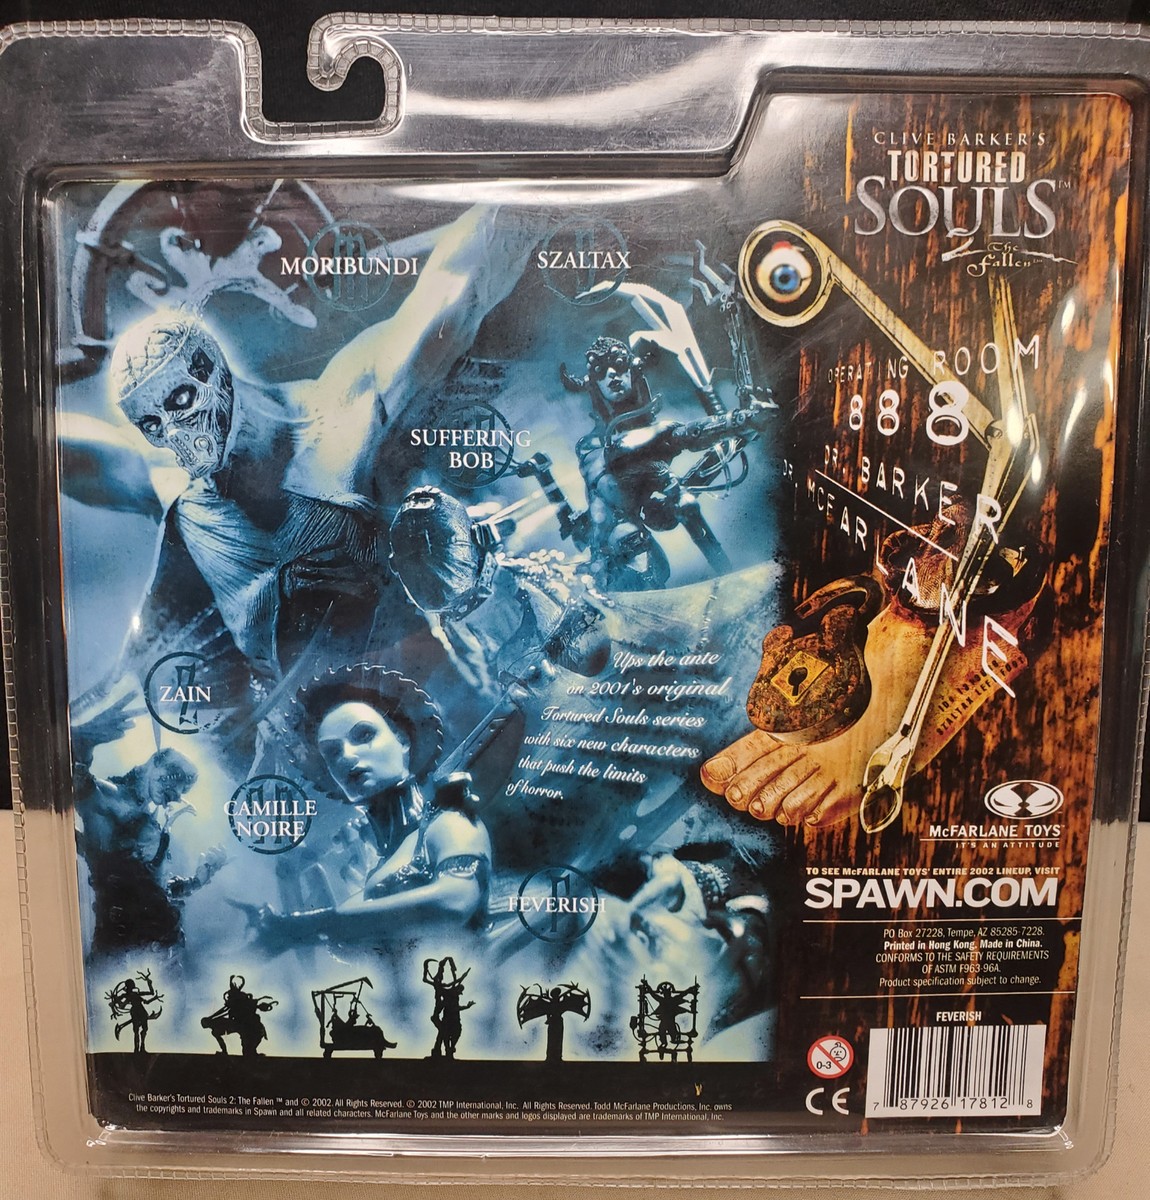 CLIVE BARKER'S
TORTURED
SOULS™
The
Fallen™
MORIBUNDI
SZALTAX
SUFFERING
BOB
ZAIN
CAMILLE
NOIRE
FEVERISH
Ups the ante
on 2001's original
Tortured Souls series
with six new characters
that push the limits
of horror.
OPERATING ROOM
888
DR. BARKER
DR. MCFARLANE
McFARLANE TOYS
IT'S AN ATTITUDE
TO SEE McFARLANE TOYS' ENTIRE 2002 LINEUP, VISIT
SPAWN.COM
PO Box 27228, Tempe, AZ 85285-7228.
Printed in Hong Kong. Made in China.
CONFORMS TO THE SAFETY REQUIREMENTS
OF ASTM F963-96A.
Product specification subject to change.
FEVERISH
0-3
CE
7 87926 17812 8
Clive Barker's Tortured Souls 2: The Fallen ™ and © 2002. All Rights Reserved. © 2002 TMP International, Inc. All Rights Reserved. Todd McFarlane Productions, Inc. owns
the copyrights and trademarks in Spawn and all related characters. McFarlane Toys and the other marks and logos displayed are trademarks of TMP International, Inc.